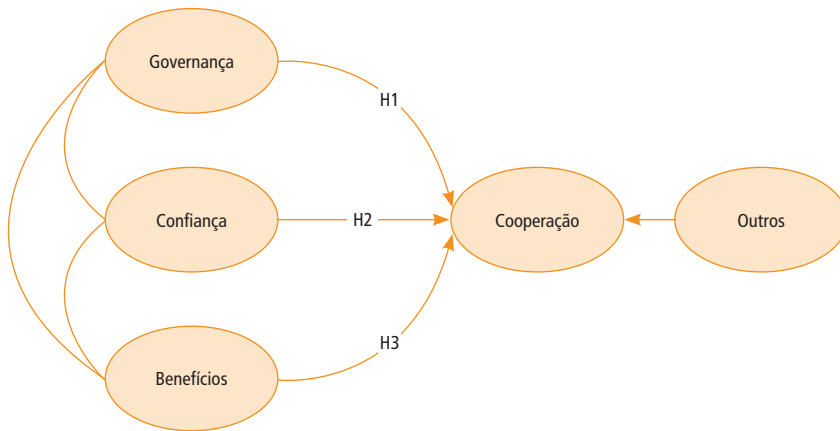 Governança
H1
Confiança
H2
Cooperação
Outros
H3
Benefícios